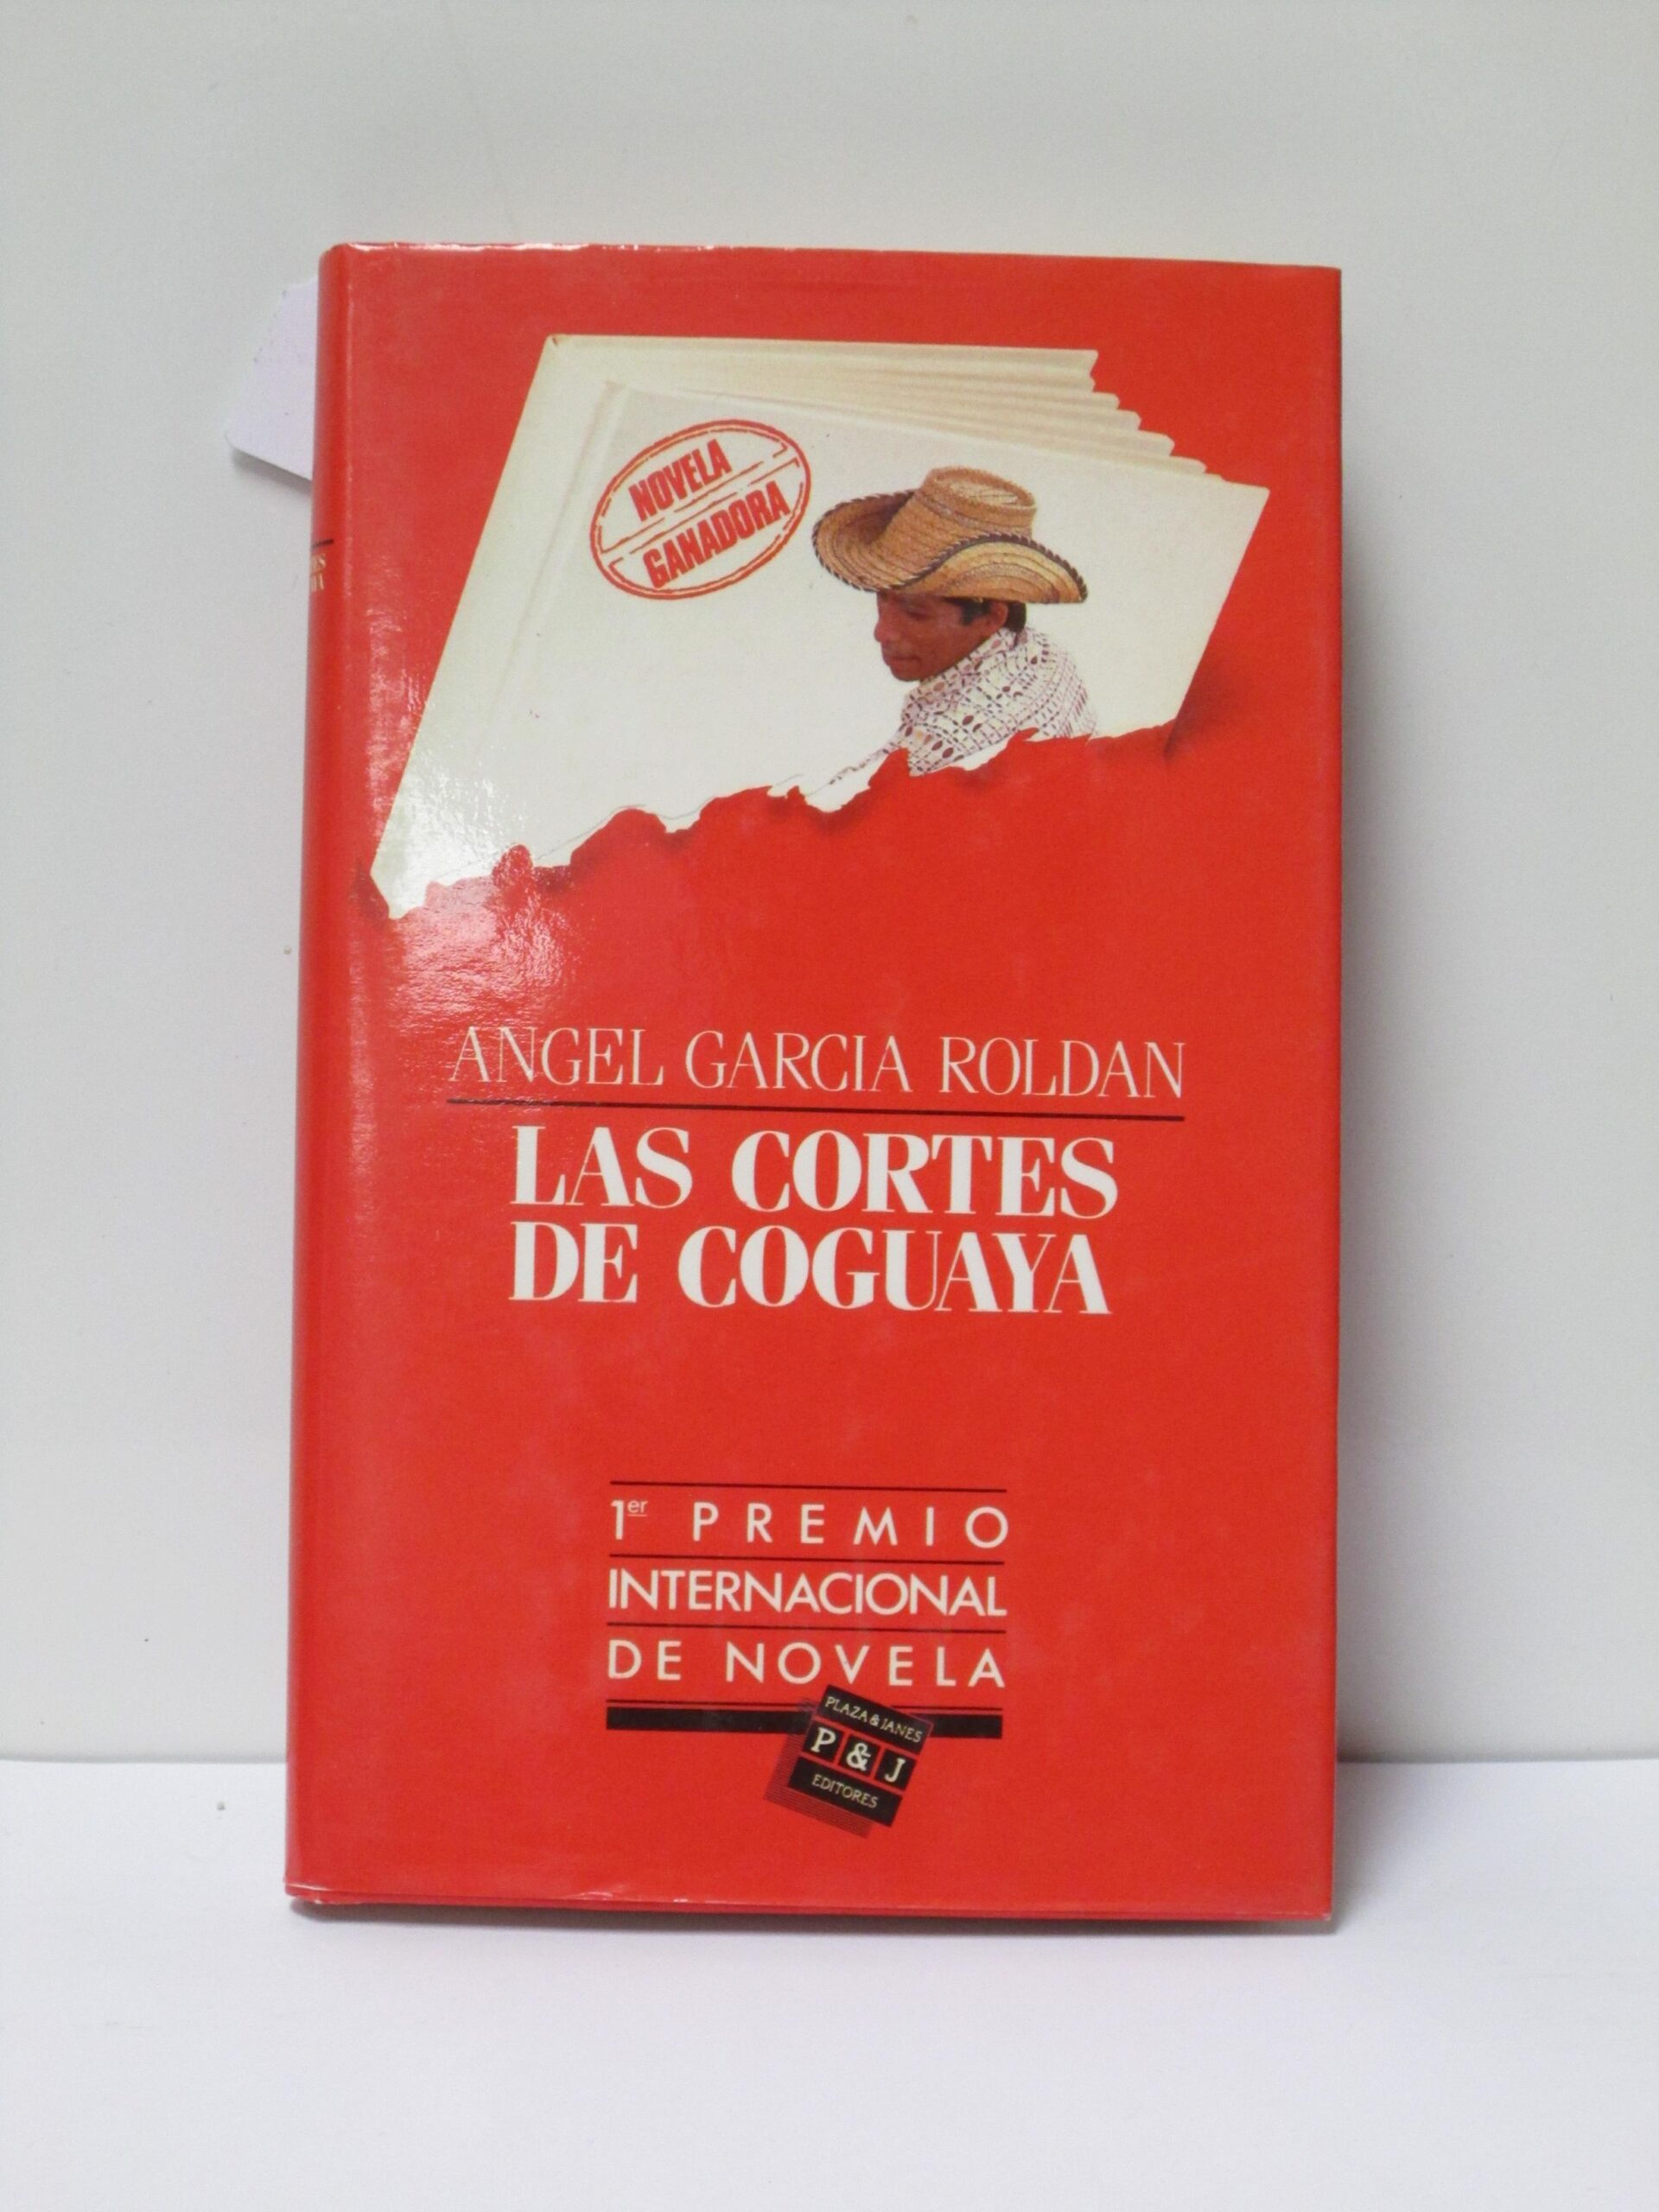 NOVELA
GANADORA
ANGEL GARCIA ROLDAN
LAS CORTES
DE COGUAYA
1er PREMIO
INTERNACIONAL
DE NOVELA
PLAZA & JANES
P & J
EDITORES